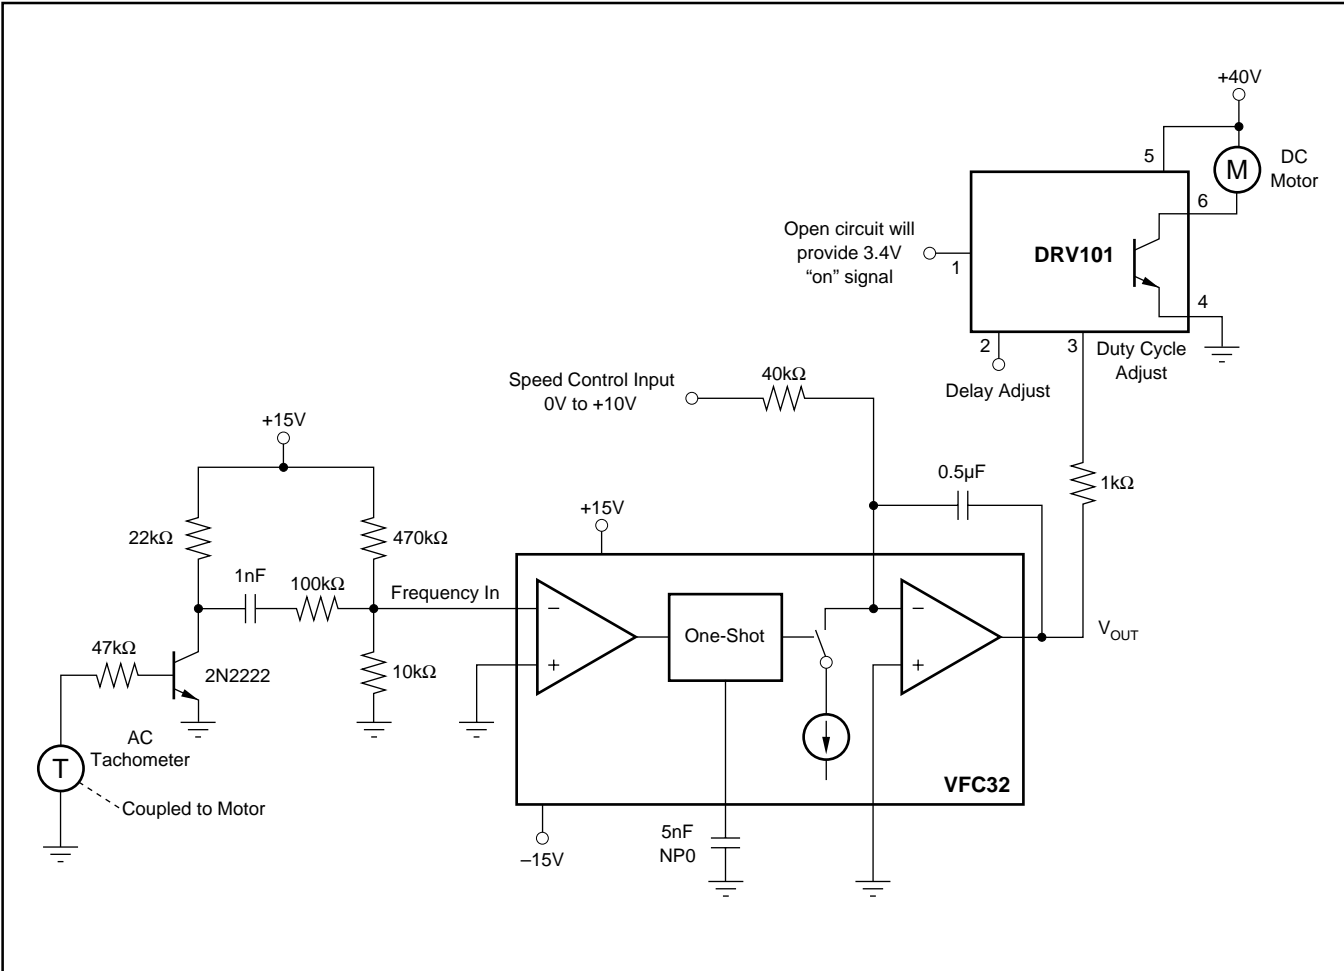 +40V
5
M
DC
Motor
6
Open circuit will
provide 3.4V
“on” signal
1
DRV101
4
2
3
Duty Cycle
Adjust
Delay Adjust
Speed Control Input
0V to +10V
40kΩ
+15V
0.5µF
1kΩ
22kΩ
470kΩ
+15V
1nF
100kΩ
Frequency In
–
+
One-Shot
–
+
VOUT
47kΩ
2N2222
10kΩ
AC
Tachometer
T
Coupled to Motor
VFC32
–15V
5nF
NP0